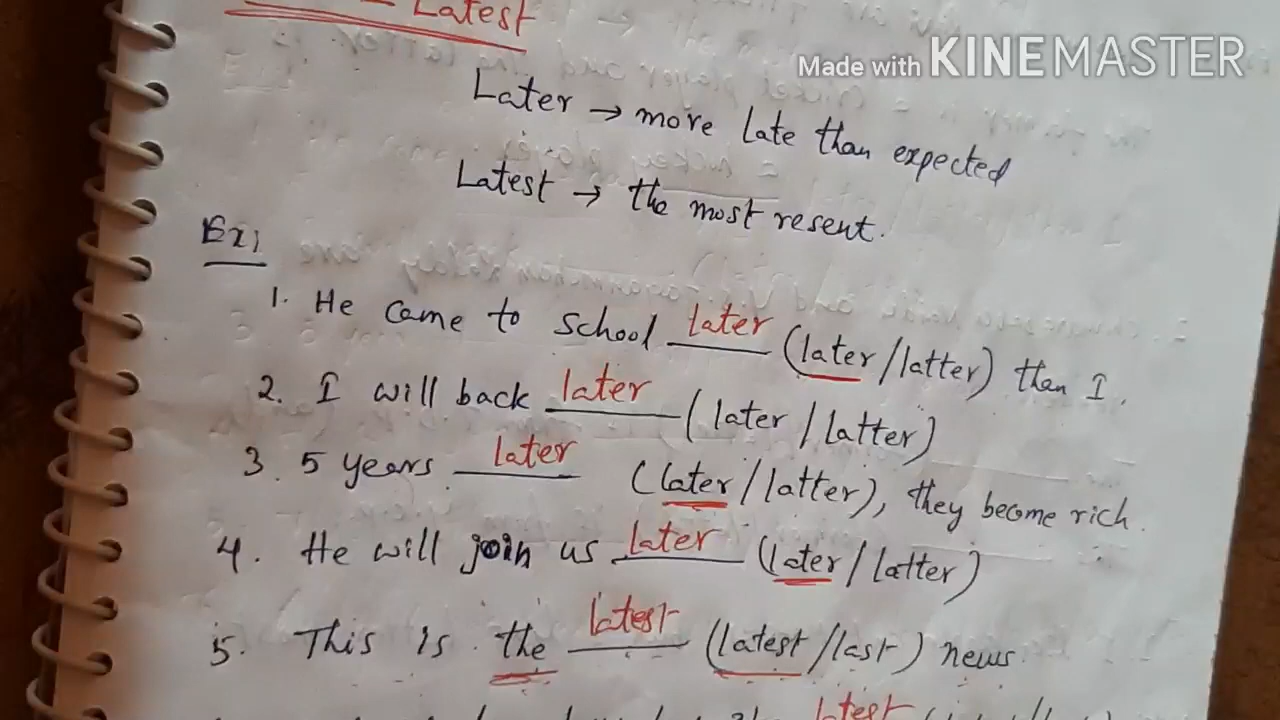 Latest
Made with KINEMASTER
Later → more late than expected
Latest → the most resent.
Ex:
1. He came to school later (later/latter) than I.
2. I will back later (later/latter)
3. 5 years later (later/latter), they become rich.
4. He will join us later (later/latter)
5. This is the latest (latest/last) news
latest